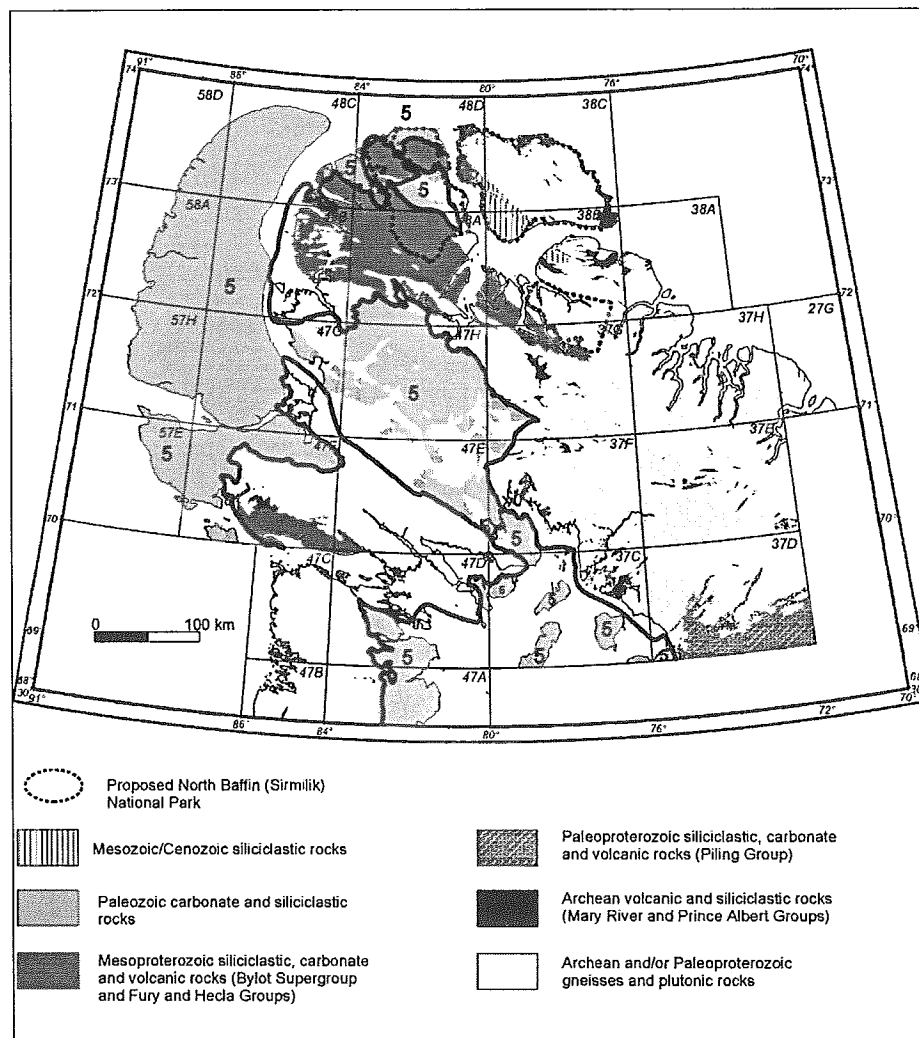 91°
74°
88°
84°
80°
76°
70°
74°
58D
48C
5
48D
38C
5
5
73
73
58A
38B
38A
5
72
72
57H
47G
47H
37G
37H
27G
5
71
71
57E
47E
37F
37E
5
70
70
5
47C
47D
37C
37D
5
0 100 km
5
5
69
69
5
5
47B
47A
68°
30'
91°
86°
84°
80°
76°
72°
70°
68°
30'
Proposed North Baffin (Sirmilik)
National Park
Mesozoic/Cenozoic siliciclastic rocks
Paleozoic carbonate and siliciclastic
rocks
Mesoproterozoic siliciclastic, carbonate
and volcanic rocks (Bylot Supergroup
and Fury and Hecla Groups)
Paleoproterozoic siliciclastic, carbonate
and volcanic rocks (Piling Group)
Archean volcanic and siliciclastic rocks
(Mary River and Prince Albert Groups)
Archean and/or Paleoproterozoic
gneisses and plutonic rocks